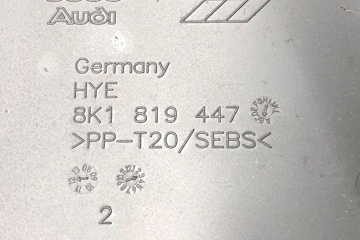 Audi
Germany
HYE
8K1 819 447
>PP-T20/SEBS<
2